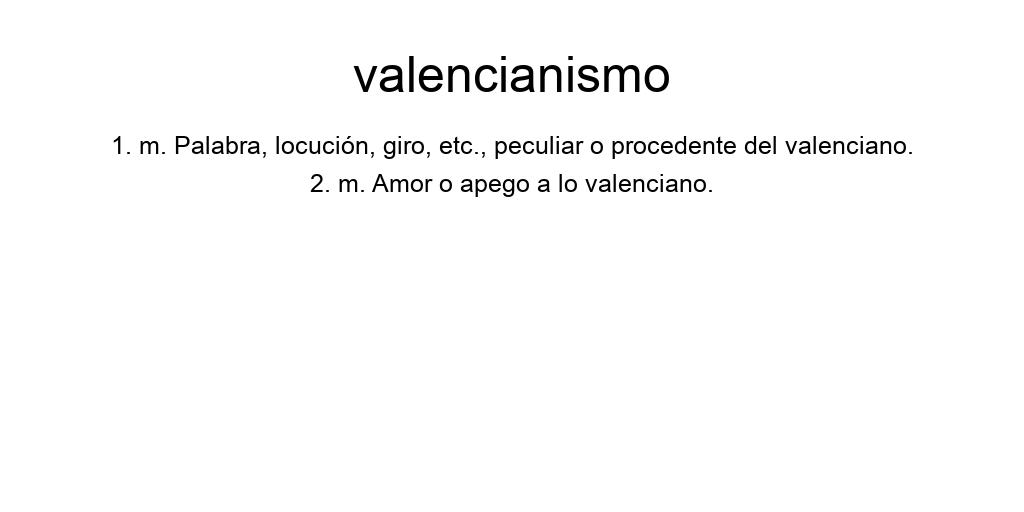 valencianismo
1. m. Palabra, locución, giro, etc., peculiar o procedente del valenciano.
2. m. Amor o apego a lo valenciano.